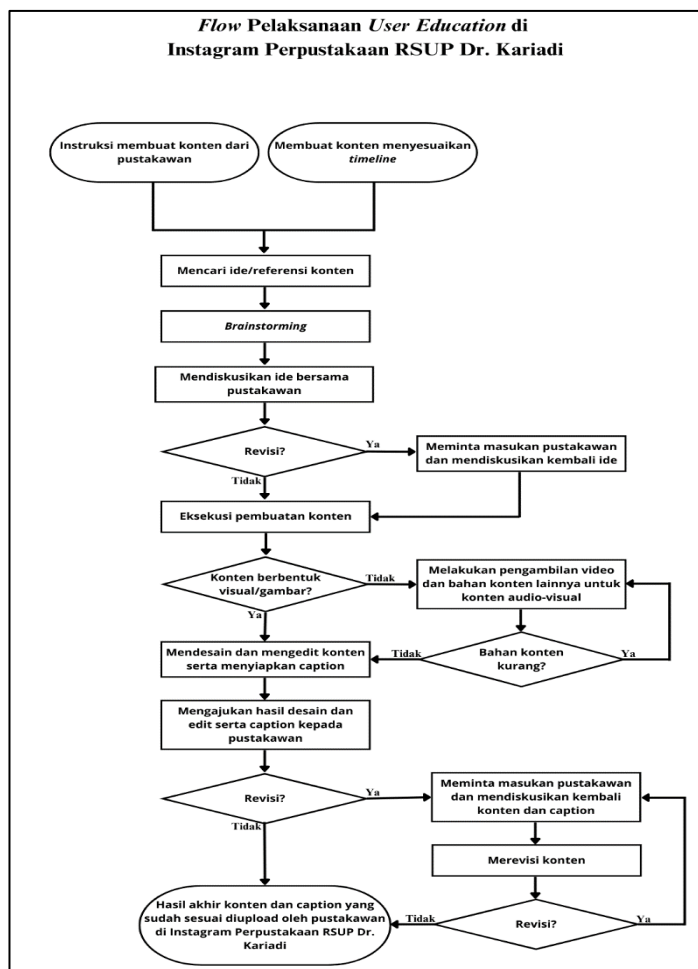 Flow Pelaksanaan User Education di
Instagram Perpustakaan RSUP Dr. Kariadi
Instruksi membuat konten dari
pustakawan
Membuat konten menyesuaikan
timeline
Mencari ide/referensi konten
Brainstorming
Mendiskusikan ide bersama
pustakawan
Revisi?
Ya
Meminta masukan pustakawan
dan mendiskusikan kembali ide
Tidak
Eksekusi pembuatan konten
Konten berbentuk
visual/gambar?
Tidak
Melakukan pengambilan video
dan bahan konten lainnya untuk
konten audio-visual
Ya
Mendesain dan mengedit konten
serta menyiapkan caption
Tidak
Bahan konten
kurang?
Ya
Mengajukan hasil desain dan
edit serta caption kepada
pustakawan
Revisi?
Ya
Meminta masukan pustakawan
dan mendiskusikan kembali
konten dan caption
Tidak
Merevisi konten
Hasil akhir konten dan caption yang
sudah sesuai diupload oleh pustakawan
di Instagram Perpustakaan RSUP Dr.
Kariadi
Tidak
Revisi?
Ya